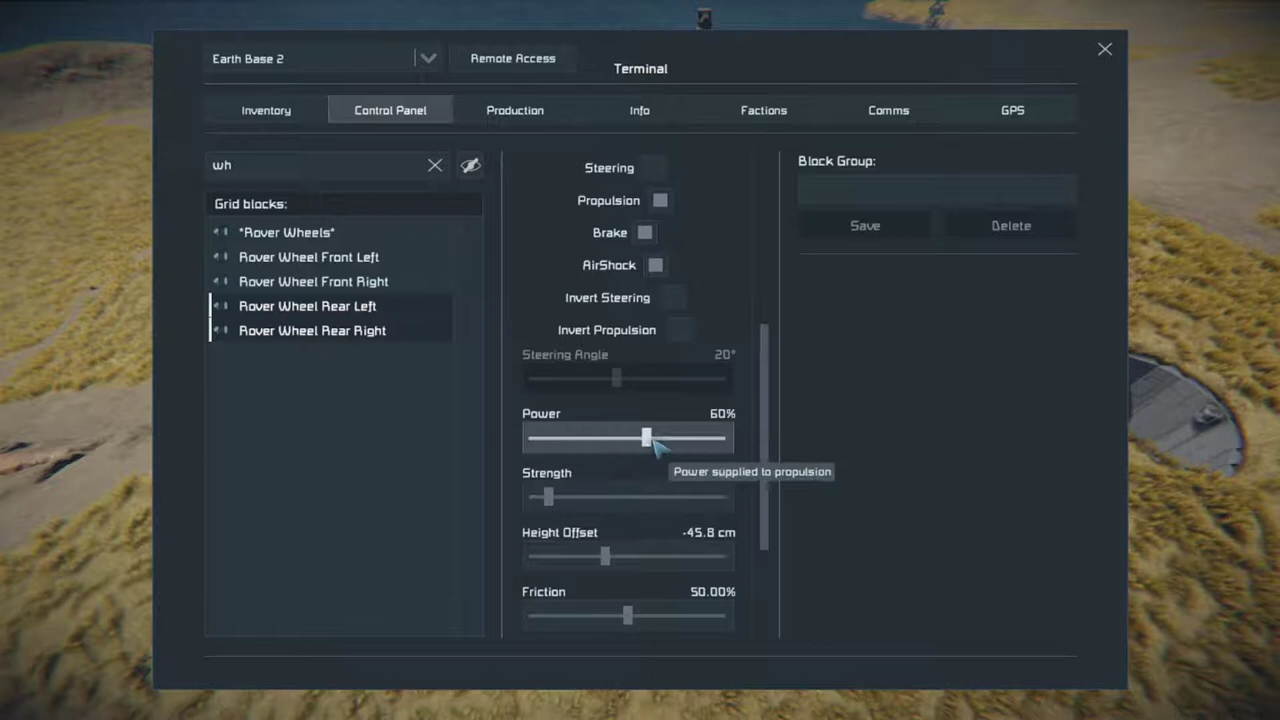 Earth Base 2
Remote Access
Terminal
Inventory
Control Panel
Production
Info
Factions
Comms
GPS
wh
Grid blocks:
*Rover Wheels*
Rover Wheel Front Left
Rover Wheel Front Right
Rover Wheel Rear Left
Rover Wheel Rear Right
Steering
Propulsion
Brake
AirShock
Invert Steering
Invert Propulsion
Steering Angle 20°
Power 60%
Power supplied to propulsion
Strength
Height Offset -45.8 cm
Friction 50.00%
Block Group:
Save
Delete